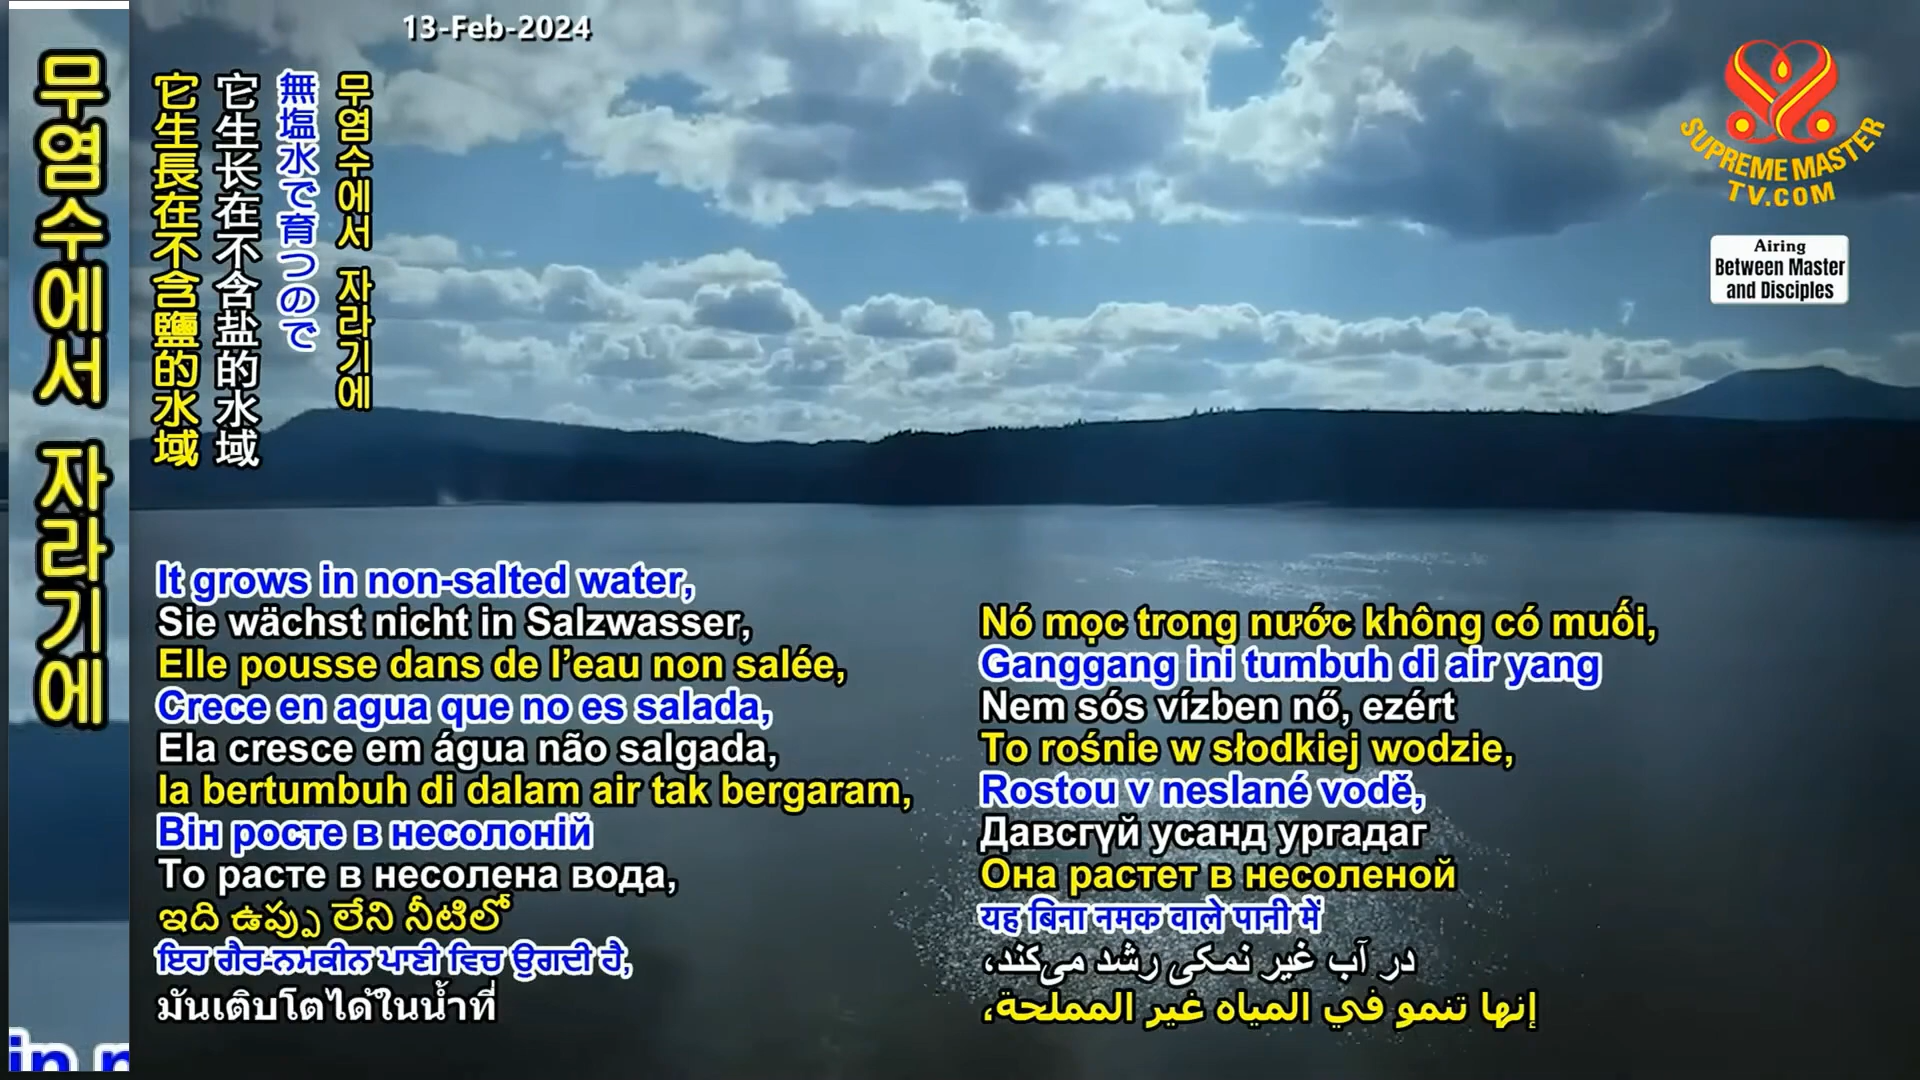 무염수에서 자라기에
13-Feb-2024
它生長在不含鹽的水域
它生长在不含盐的水域
無塩水で育つので
무염수에서 자라기에
SUPREME MASTER
TV.COM
Airing
Between Master
and Disciples
It grows in non-salted water,
Sie wächst nicht in Salzwasser,
Elle pousse dans de l’eau non salée,
Crece en agua que no es salada,
Ela cresce em água não salgada,
Ia bertumbuh di dalam air tak bergaram,
Він росте в несолоній
То расте в несолена вода,
ఇది ఉప్పు లేని నీటిలో
ਇਹ ਗੈਰ-ਨਮਕੀਨ ਪਾਣੀ ਵਿਚ ਉਗਦੀ ਹੈ,
มันเติบโตได้ในน้ำที่
Nó mọc trong nước không có muối,
Ganggang ini tumbuh di air yang
Nem sós vízben nő, ezért
To rośnie w słodkiej wodzie,
Rostou v neslané vodě,
Давсгүй усанд ургадаг
Она растет в несоленой
यह बिना नमक वाले पानी में
در آب غیر نمکی رشد می‌کند،
إنها تنمو في المياه غير المملحة،
in